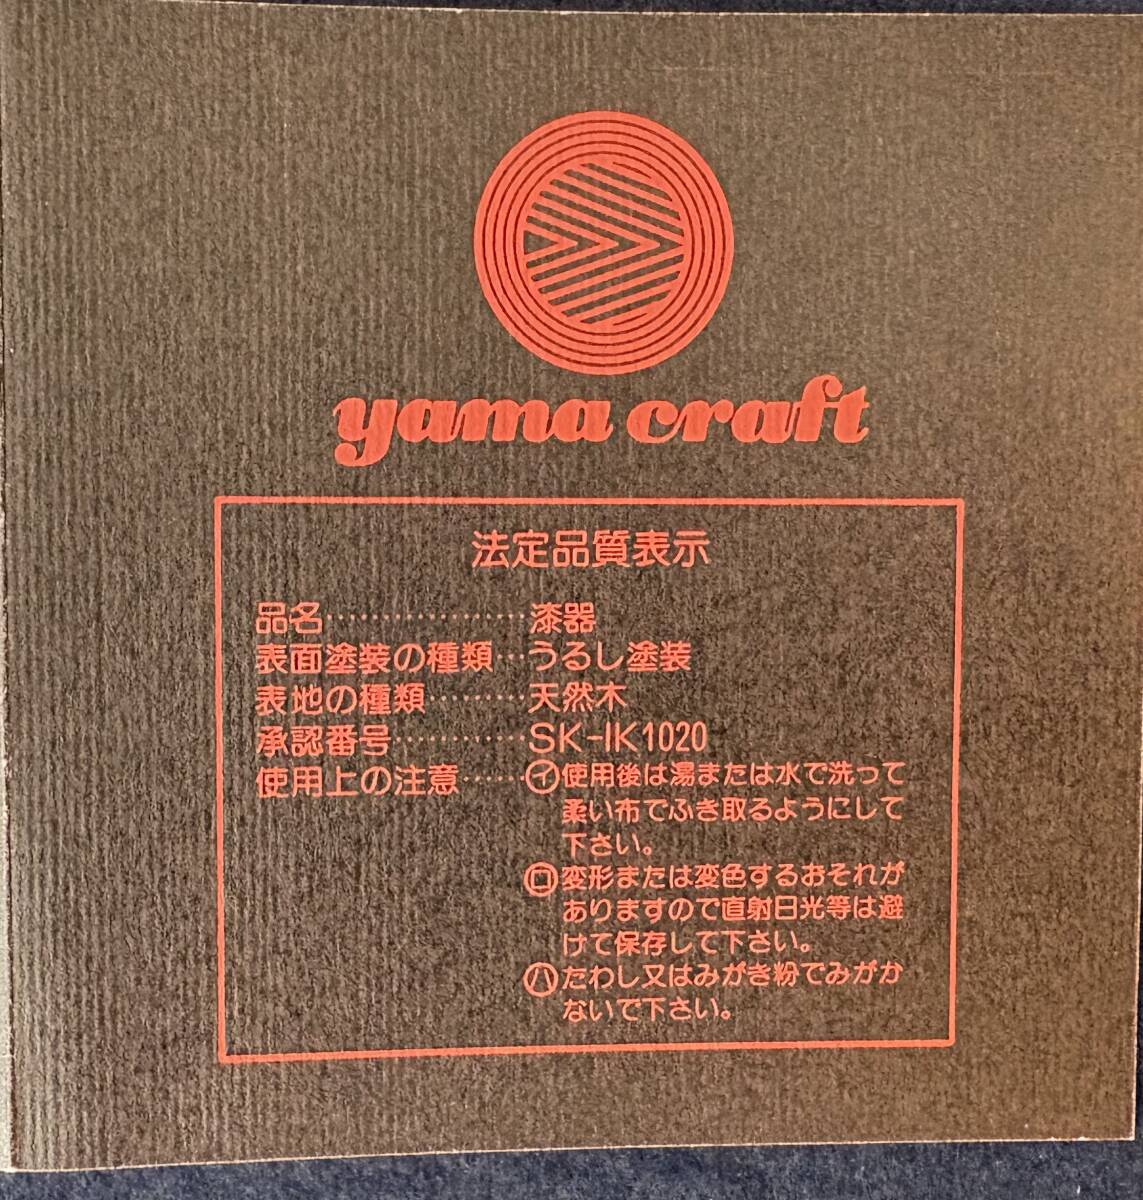 yama craft
法定品質表示
品名…………………漆器
表面塗装の種類…うるし塗装
表地の種類………天然木
承認番号…………SK-IK1020
使用上の注意……㋑使用後は湯または水で洗って
柔い布でふき取るようにして
下さい。
㋺変形または変色するおそれが
ありますので直射日光等は避
けて保存して下さい。
㋩たわし又はみがき粉でみがか
ないで下さい。